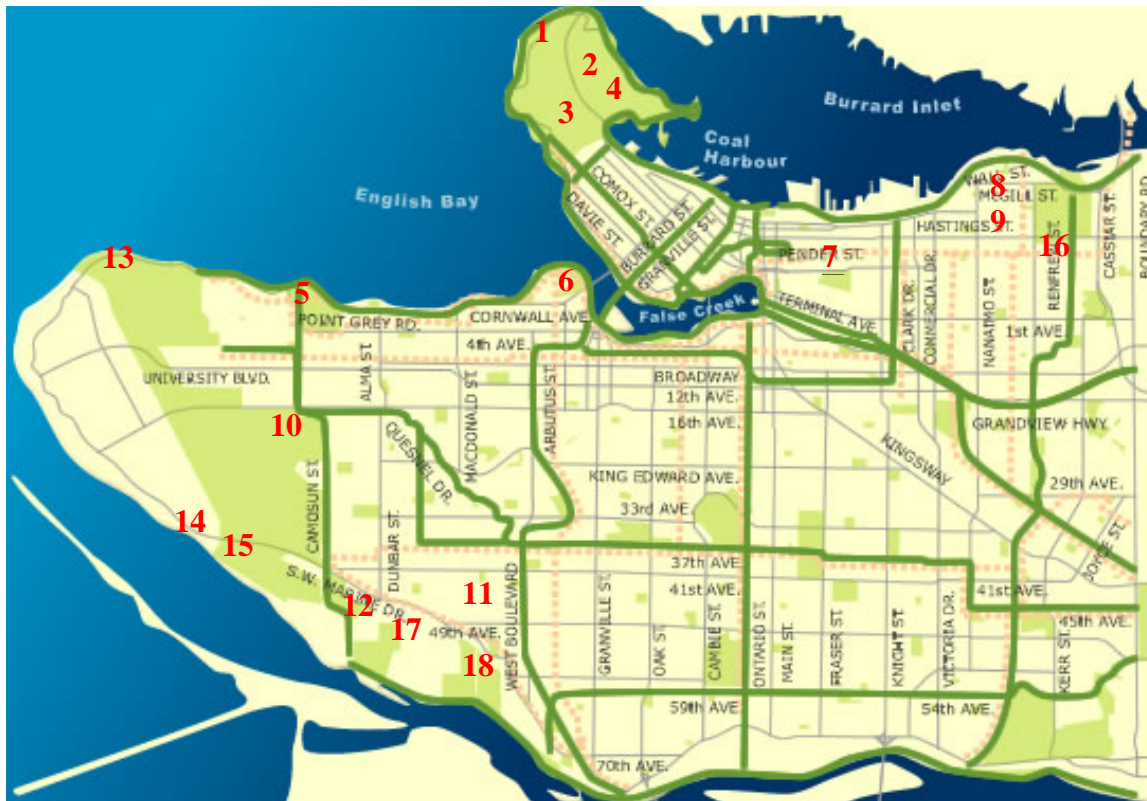 1
2
4
3
Burrard Inlet
Coal
Harbour
English Bay
COMOX ST.
DAVIE ST.
BURRARD ST.
GRANVILLE ST.
WALL ST.
8
McGILL ST.
9
HASTINGS ST.
16
RENFREW ST.
CASSIAR ST.
BOUNDARY RD
7
PENDER ST.
13
5
6
POINT GREY RD.
CORNWALL AVE.
False Creek
TERMINAL AVE
CLARK DR.
COMMERCIAL DR.
NANAIMO ST.
1st AVE.
4th AVE.
UNIVERSITY BLVD.
ALMA ST.
MACDONALD ST.
ARBUTUS ST.
BROADWAY
12th AVE.
16th AVE.
10
QUESNEL DR.
KINGSWAY
GRANDVIEW HWY.
KING EDWARD AVE.
29th AVE.
33rd AVE.
CAMOSUN ST.
DUNBAR ST.
14
15
37th AVE.
JOYCE ST.
S.W. MARINE DR.
12
11
41st AVE.
41st AVE.
45th AVE.
17
49th AVE.
18
WEST BOULEVARD
GRANVILLE ST.
OAK ST.
CAMBLE ST.
ONTARIO ST.
MAIN ST.
FRASER ST.
KNIGHT ST.
VICTORIA DR.
KERR ST.
59th AVE.
54th AVE.
70th AVE.